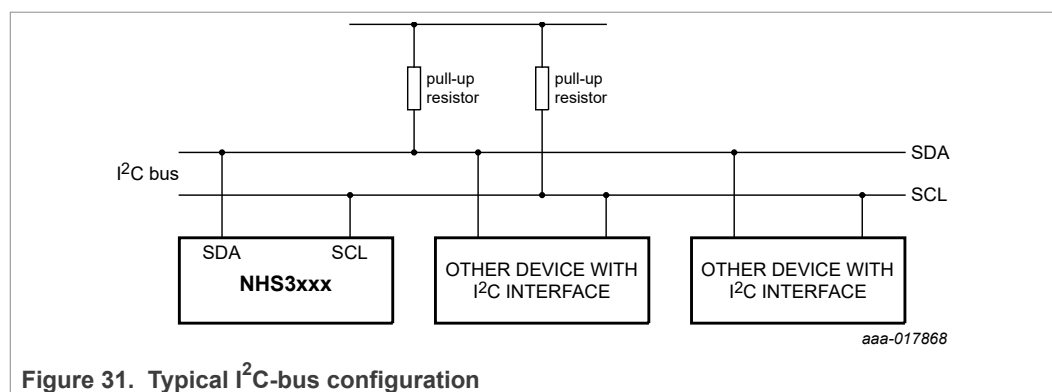 pull-up
resistor
pull-up
resistor
SDA
I²C bus
SCL
SDA
SCL
NHS3xxx
OTHER DEVICE WITH
I²C INTERFACE
OTHER DEVICE WITH
I²C INTERFACE
aaa-017868
Figure 31. Typical I²C-bus configuration